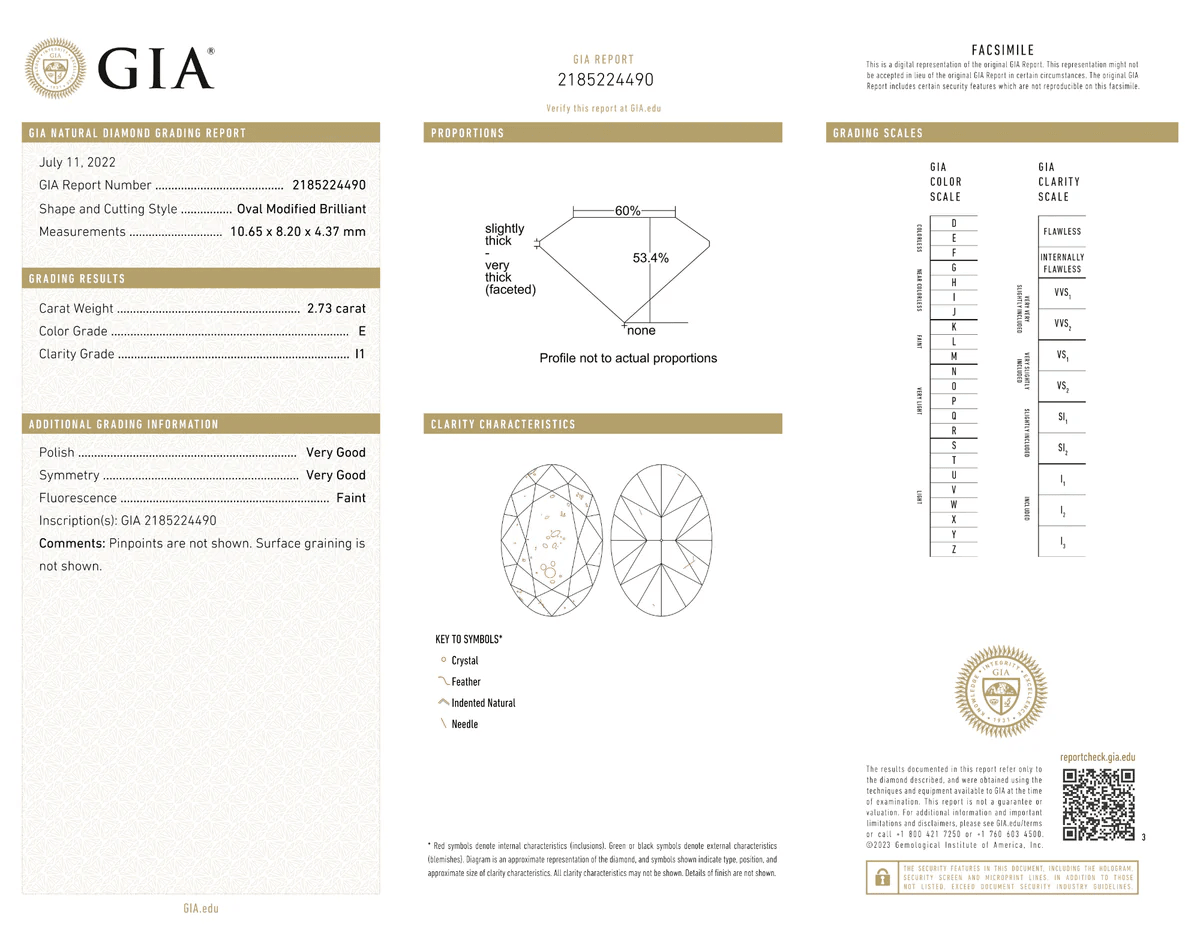 GIA®
GIA REPORT
2185224490
Verify this report at GIA.edu
FACSIMILE
This is a digital representation of the original GIA Report. This representation might not
be accepted in lieu of the original GIA Report in certain circumstances. The original GIA
Report includes certain security features which are not reproducible on this facsimile.
GIA NATURAL DIAMOND GRADING REPORT
July 11, 2022
GIA Report Number ........................................ 2185224490
Shape and Cutting Style ................ Oval Modified Brilliant
Measurements ............................. 10.65 x 8.20 x 4.37 mm
GRADING RESULTS
Carat Weight .......................................................... 2.73 carat
Color Grade ........................................................................... E
Clarity Grade ......................................................................... I1
ADDITIONAL GRADING INFORMATION
Polish ..................................................................... Very Good
Symmetry .............................................................. Very Good
Fluorescence .................................................................. Faint
Inscription(s): GIA 2185224490
Comments: Pinpoints are not shown. Surface graining is
not shown.
GIA.edu
PROPORTIONS
60%
slightly
thick
-
very
thick
(faceted)
53.4%
none
Profile not to actual proportions
CLARITY CHARACTERISTICS
KEY TO SYMBOLS*
Crystal
Feather
Indented Natural
Needle
* Red symbols denote internal characteristics (inclusions). Green or black symbols denote external characteristics
(blemishes). Diagram is an approximate representation of the diamond, and symbols shown indicate type, position, and
approximate size of clarity characteristics. All clarity characteristics may not be shown. Details of finish are not shown.
GRADING SCALES
GIA
COLOR
SCALE
COLORLESS
D
E
F
NEAR COLORLESS
G
H
I
J
FAINT
K
L
M
VERY LIGHT
N
O
P
Q
R
LIGHT
S
T
U
V
W
X
Y
Z
GIA
CLARITY
SCALE
FLAWLESS
INTERNALLY
FLAWLESS
VERY VERY
SLIGHTLY INCLUDED
VVS1
VVS2
VERY SLIGHTLY
INCLUDED
VS1
VS2
SLIGHTLY INCLUDED
SI1
SI2
INCLUDED
I1
I2
I3
KNOWLEDGE • INTEGRITY • EXCELLENCE • 1931
GIA
reportcheck.gia.edu
The results documented in this report refer only to
the diamond described, and were obtained using the
techniques and equipment available to GIA at the time
of examination. This report is not a guarantee or
valuation. For additional information and important
limitations and disclaimers, please see GIA.edu/terms
or call +1 800 421 7250 or +1 760 603 4500.
©2023 Gemological Institute of America, Inc.
3
THE SECURITY FEATURES IN THIS DOCUMENT, INCLUDING THE HOLOGRAM,
SECURITY SCREEN AND MICROPRINT LINES, IN ADDITION TO THOSE
NOT LISTED, EXCEED DOCUMENT SECURITY INDUSTRY GUIDELINES.